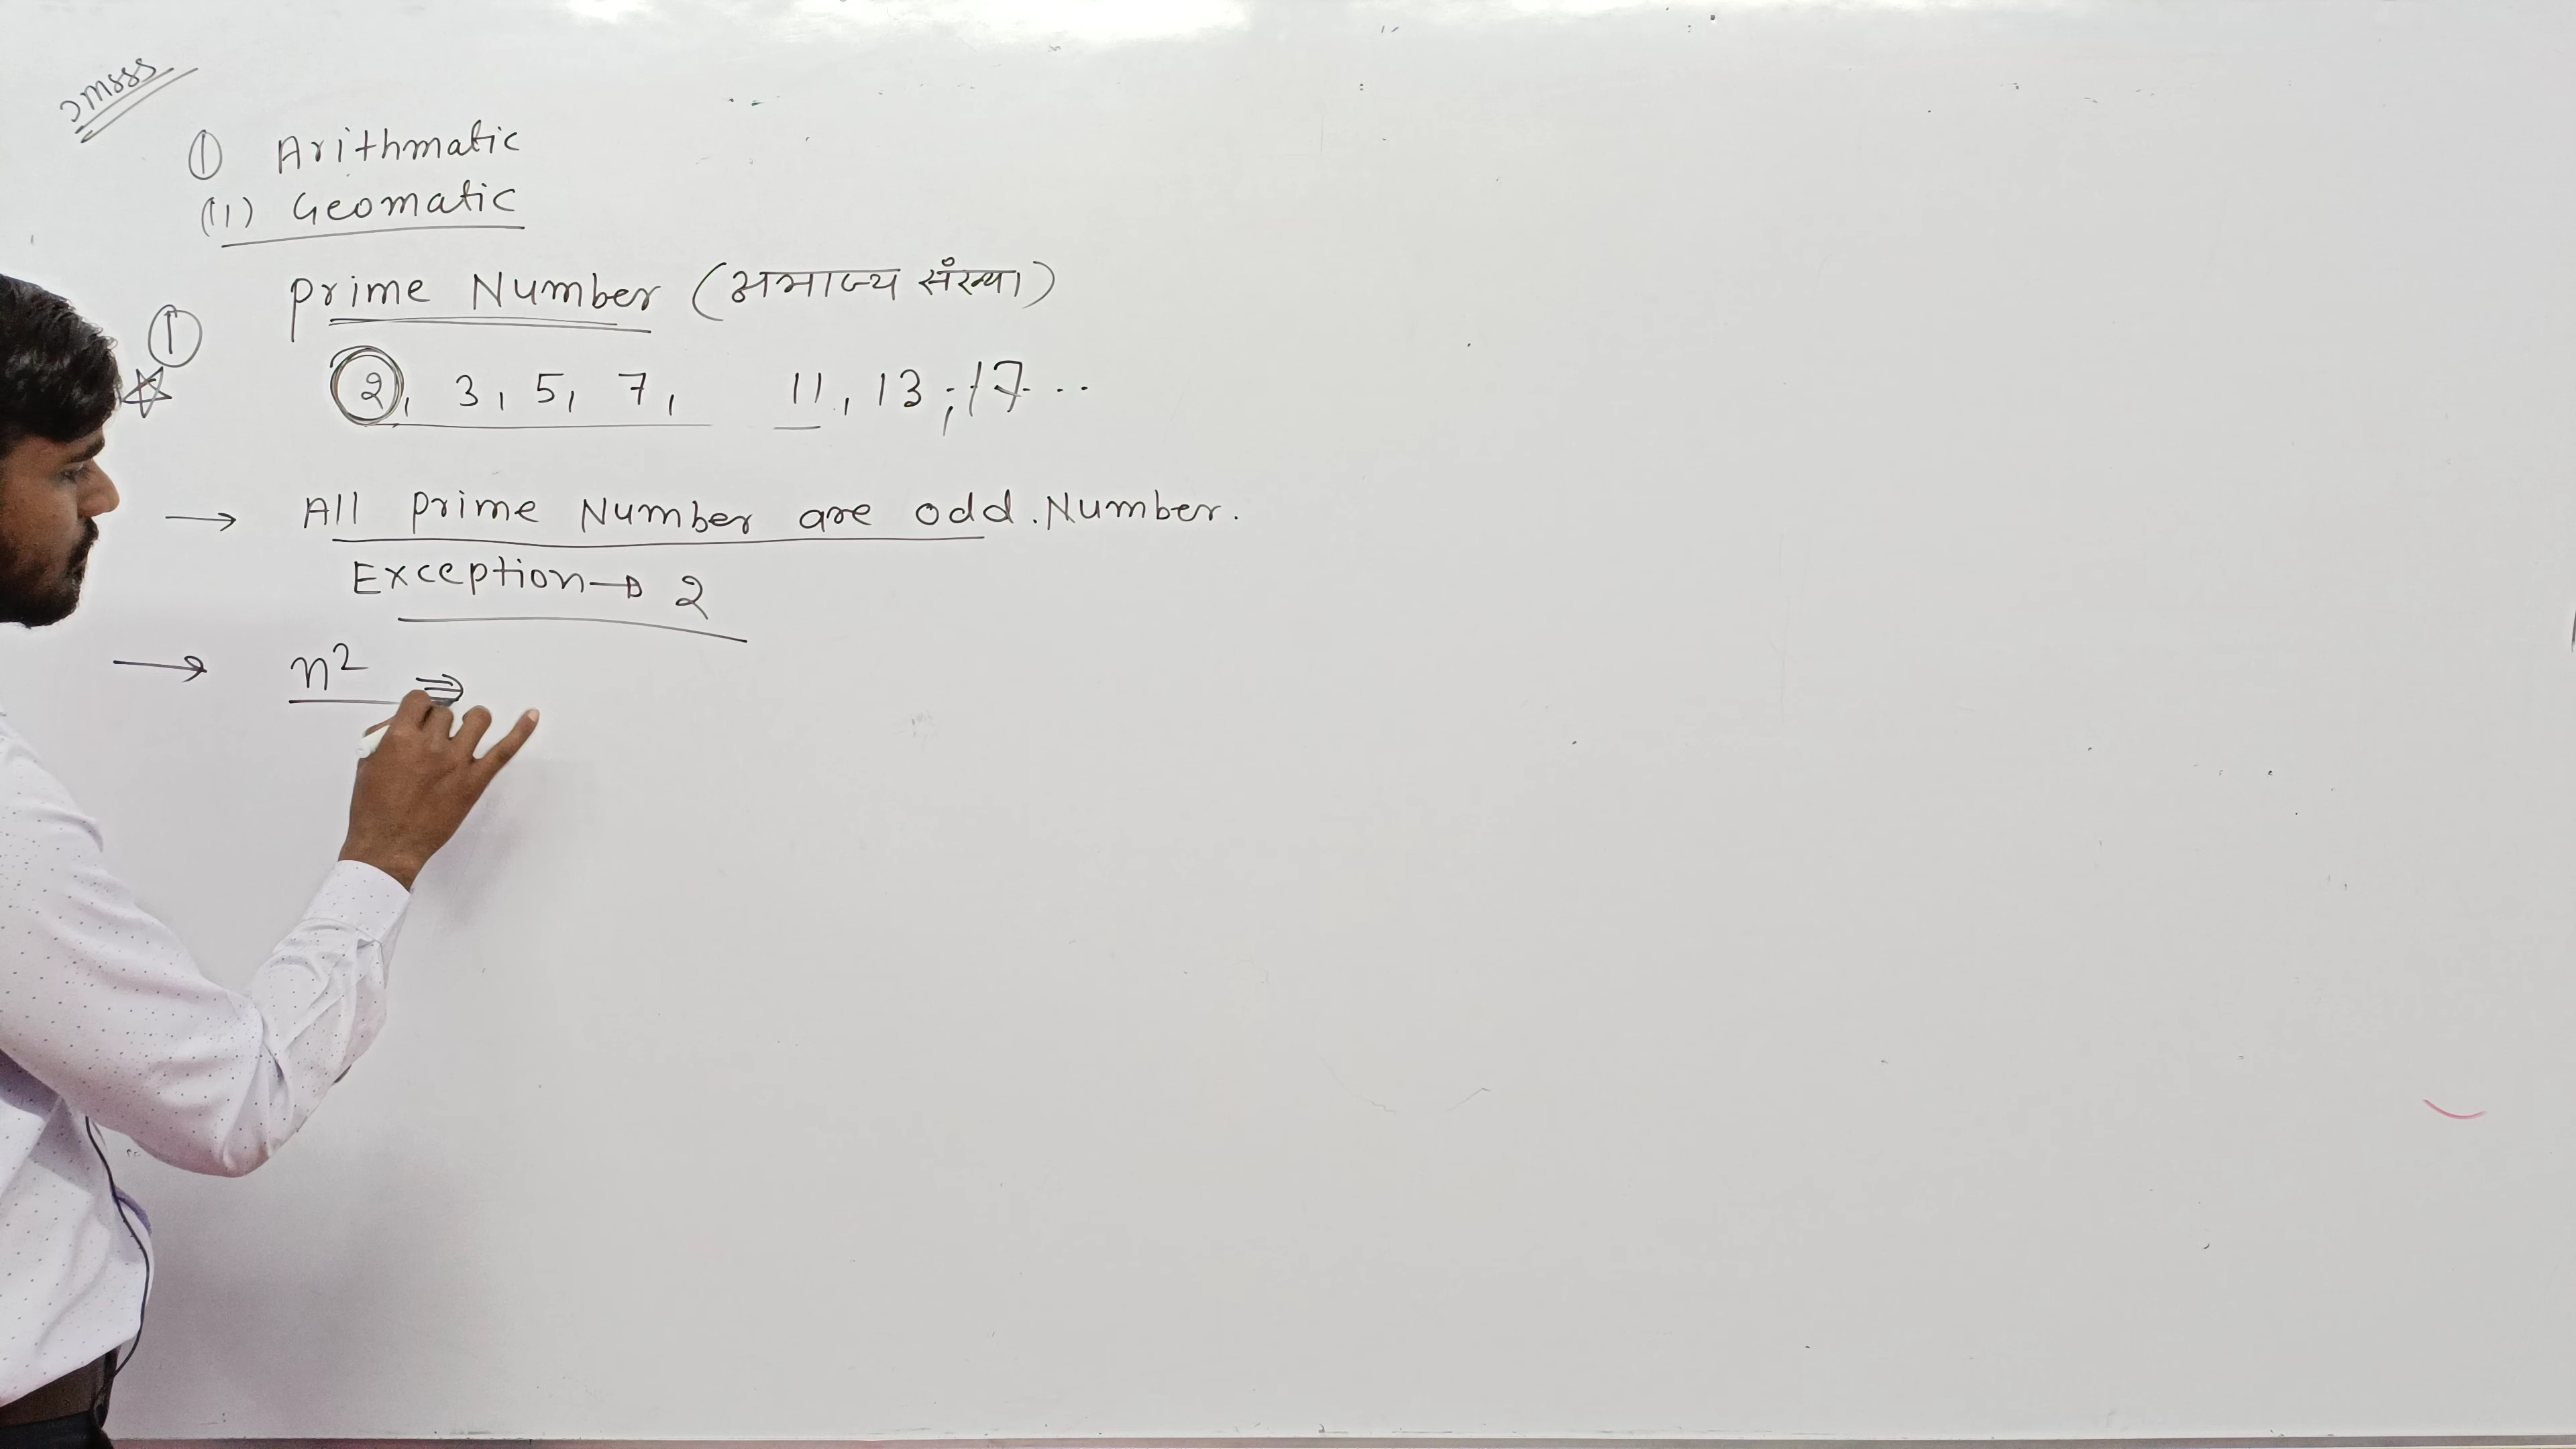 ① Arithmatic
(11) Geomatic
Prime Number (अभाज्य संख्या)
①
2, 3, 5, 7, 11, 13, 17...
→ All prime Number are odd. Number.
Exception → 2
→ n² ⇒